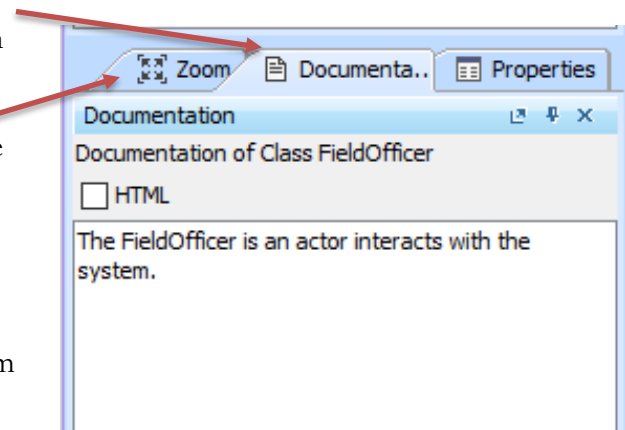 Zoom
Documenta..
Properties
Documentation
Documentation of Class FieldOfficer
HTML
The FieldOfficer is an actor interacts with the
system.